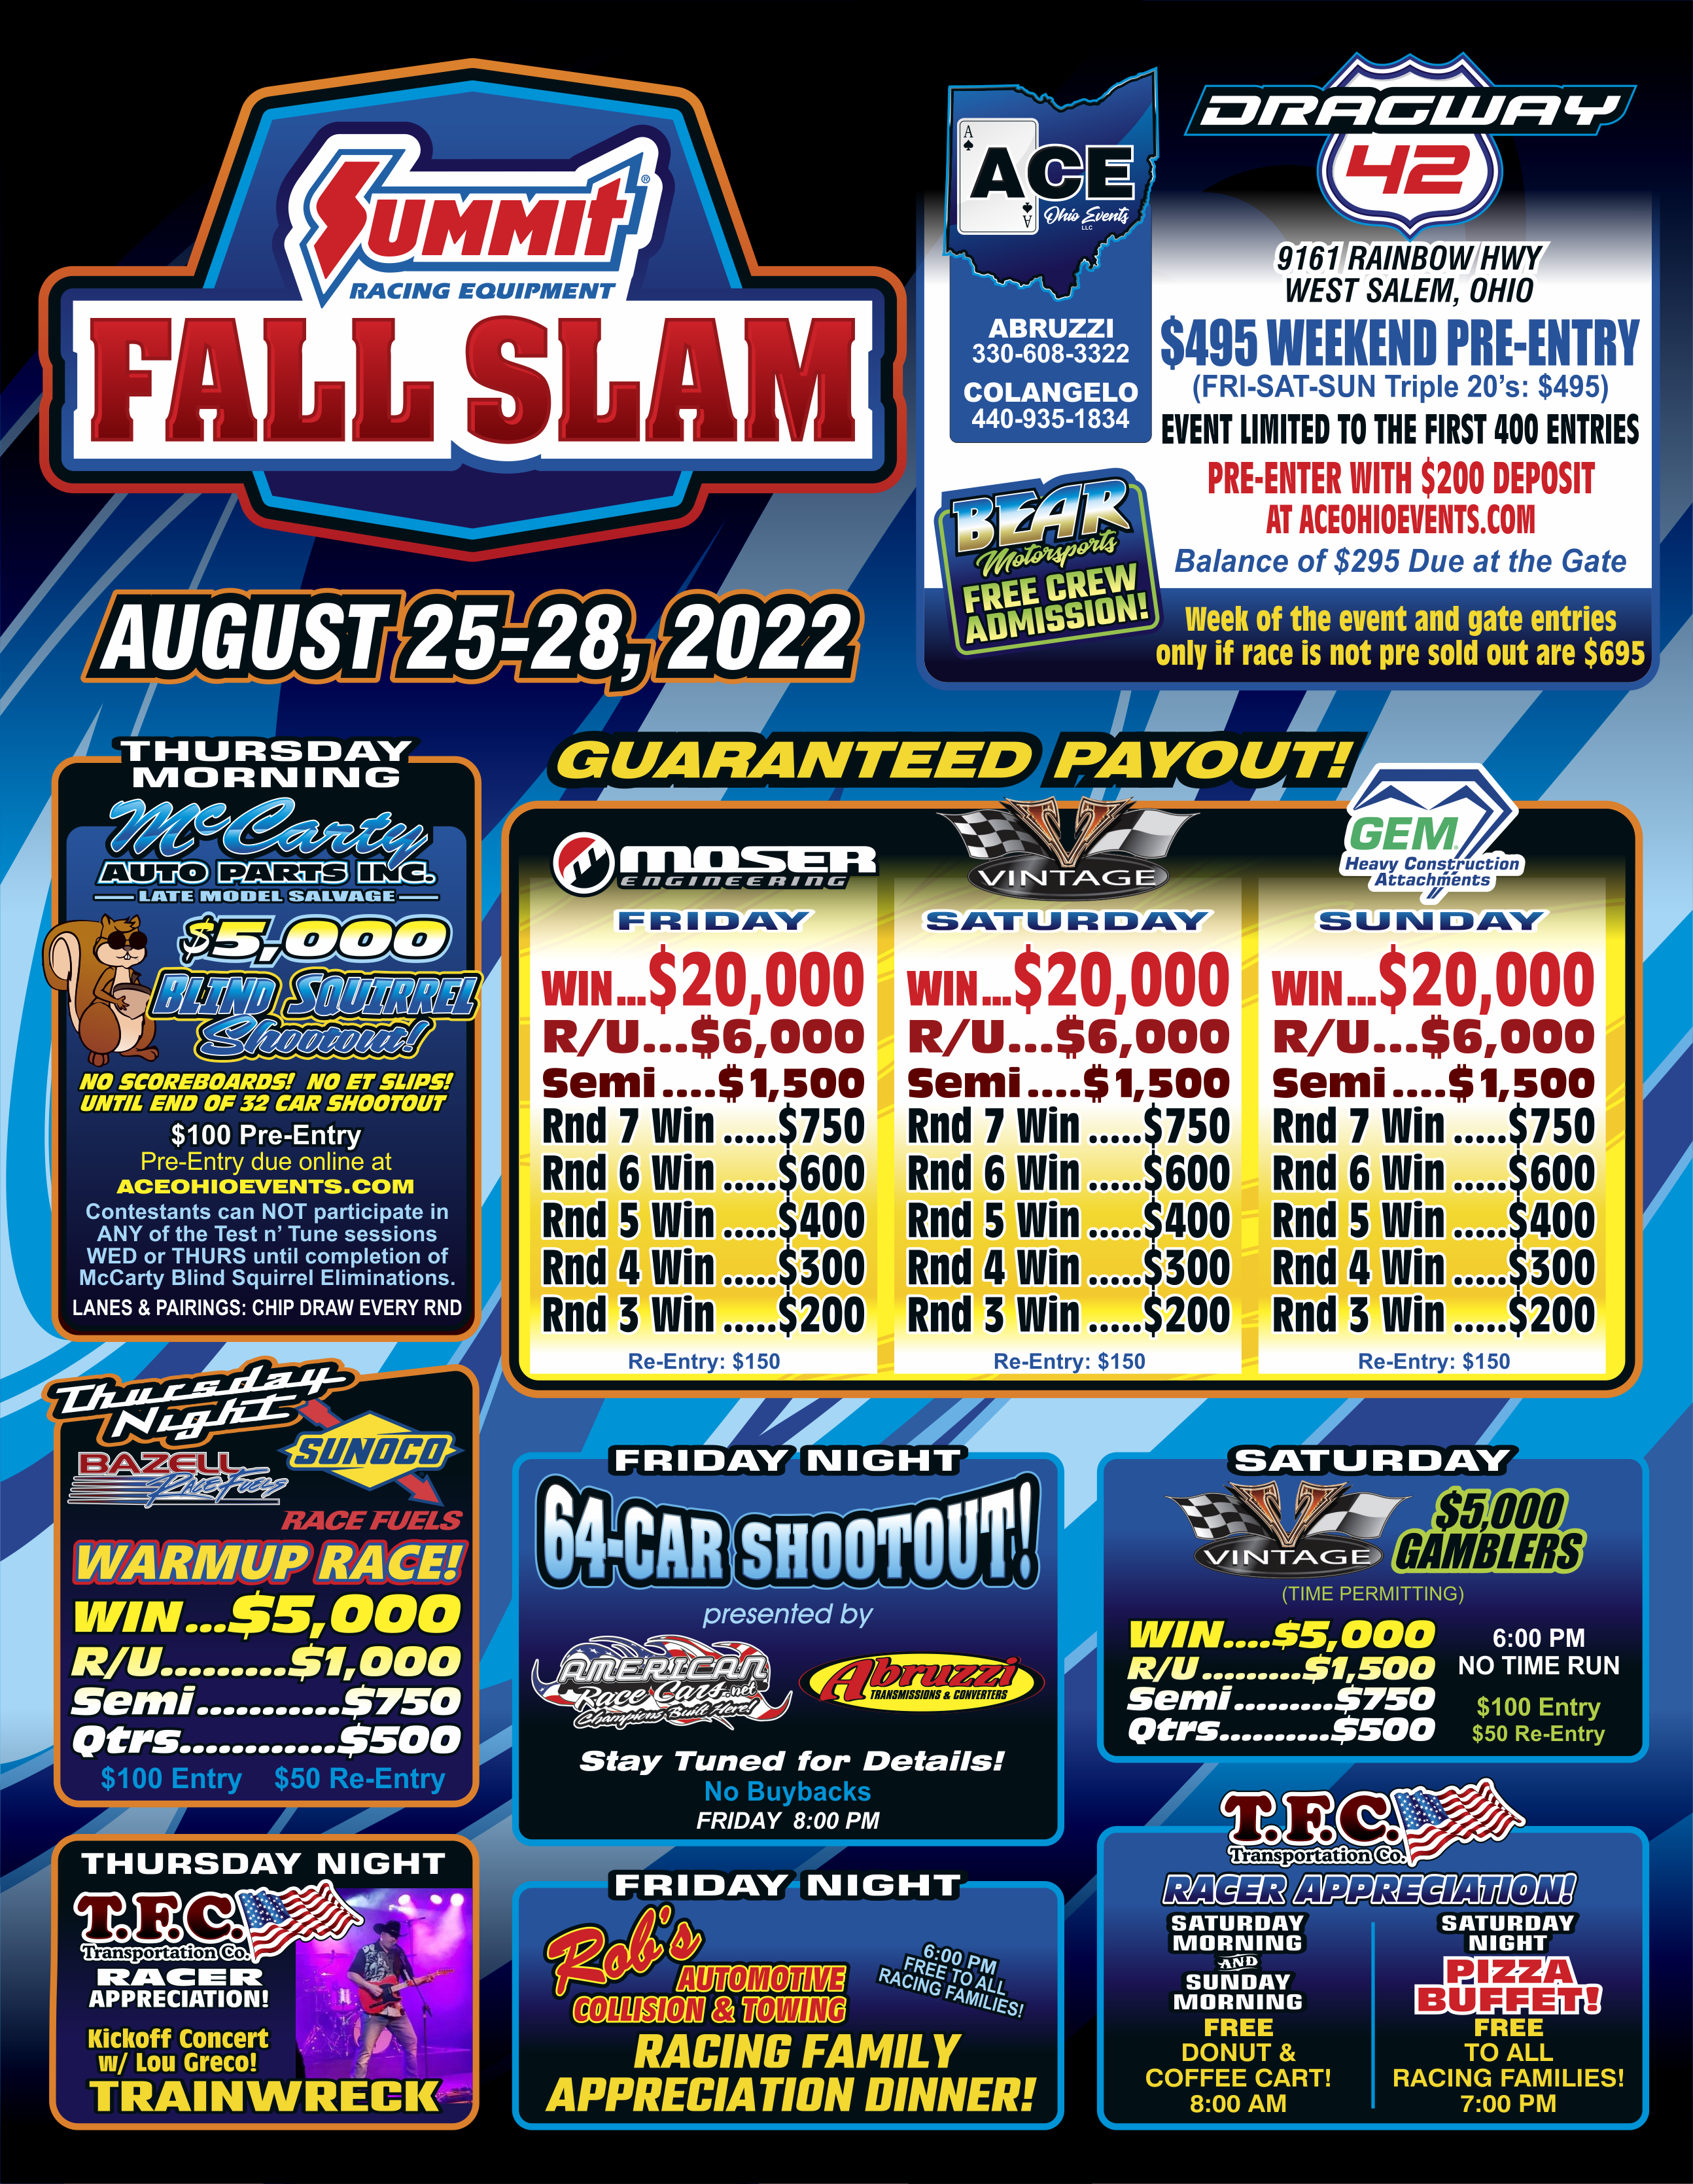 SUMMIT®
RACING EQUIPMENT
FALL SLAM
AUGUST 25-28, 2022
A
ACE
Ohio Events
LLC
A
ABRUZZI
330-608-3322
COLANGELO
440-935-1834
DRAGWAY
42
9161 RAINBOW HWY
WEST SALEM, OHIO
$495 WEEKEND PRE-ENTRY
(FRI-SAT-SUN Triple 20's: $495)
EVENT LIMITED TO THE FIRST 400 ENTRIES
PRE-ENTER WITH $200 DEPOSIT
AT ACEOHIOEVENTS.COM
Balance of $295 Due at the Gate
BEAR
Motorsports
FREE CREW
ADMISSION!
Week of the event and gate entries
only if race is not pre sold out are $695
THURSDAY
MORNING
McCarty
AUTO PARTS INC.
LATE MODEL SALVAGE
$5,000
BLIND SQUIRREL
Shootout!
NO SCOREBOARDS! NO ET SLIPS!
UNTIL END OF 32 CAR SHOOTOUT
$100 Pre-Entry
Pre-Entry due online at
ACEOHIOEVENTS.COM
Contestants can NOT participate in
ANY of the Test n' Tune sessions
WED or THURS until completion of
McCarty Blind Squirrel Eliminations.
LANES & PAIRINGS: CHIP DRAW EVERY RND
GUARANTEED PAYOUT!
MOSER
ENGINEERING
FRIDAY
WIN...$20,000
R/U...$6,000
Semi....$1,500
Rnd 7 Win .....$750
Rnd 6 Win .....$600
Rnd 5 Win .....$400
Rnd 4 Win .....$300
Rnd 3 Win .....$200
Re-Entry: $150
VINTAGE
SATURDAY
WIN...$20,000
R/U...$6,000
Semi....$1,500
Rnd 7 Win .....$750
Rnd 6 Win .....$600
Rnd 5 Win .....$400
Rnd 4 Win .....$300
Rnd 3 Win .....$200
Re-Entry: $150
GEM
Heavy Construction
Attachments
SUNDAY
WIN...$20,000
R/U...$6,000
Semi....$1,500
Rnd 7 Win .....$750
Rnd 6 Win .....$600
Rnd 5 Win .....$400
Rnd 4 Win .....$300
Rnd 3 Win .....$200
Re-Entry: $150
Thursday
Night
BAZELL
Race Fuels
SUNOCO
RACE FUELS
WARMUP RACE!
WIN...$5,000
R/U..........$1,000
Semi...........$750
Qtrs............$500
$100 Entry $50 Re-Entry
FRIDAY NIGHT
64-CAR SHOOTOUT!
presented by
AMERICAN
Race Cars.net
Champions Built Here!
Abruzzi
TRANSMISSIONS & CONVERTERS
Stay Tuned for Details!
No Buybacks
FRIDAY 8:00 PM
SATURDAY
VINTAGE
$5,000
GAMBLERS
(TIME PERMITTING)
WIN....$5,000
R/U..........$1,500
Semi.........$750
Qtrs..........$500
6:00 PM
NO TIME RUN
$100 Entry
$50 Re-Entry
THURSDAY NIGHT
T.F.C.
Transportation Co.
RACER
APPRECIATION!
Kickoff Concert
w/ Lou Greco!
TRAINWRECK
FRIDAY NIGHT
Rob's
AUTOMOTIVE
COLLISION & TOWING
6:00 PM
FREE TO ALL
RACING FAMILIES!
RACING FAMILY
APPRECIATION DINNER!
T.F.C.
Transportation Co.
RACER APPRECIATION!
SATURDAY
MORNING
AND
SUNDAY
MORNING
FREE
DONUT &
COFFEE CART!
8:00 AM
SATURDAY
NIGHT
PIZZA
BUFFET!
FREE
TO ALL
RACING FAMILIES!
7:00 PM